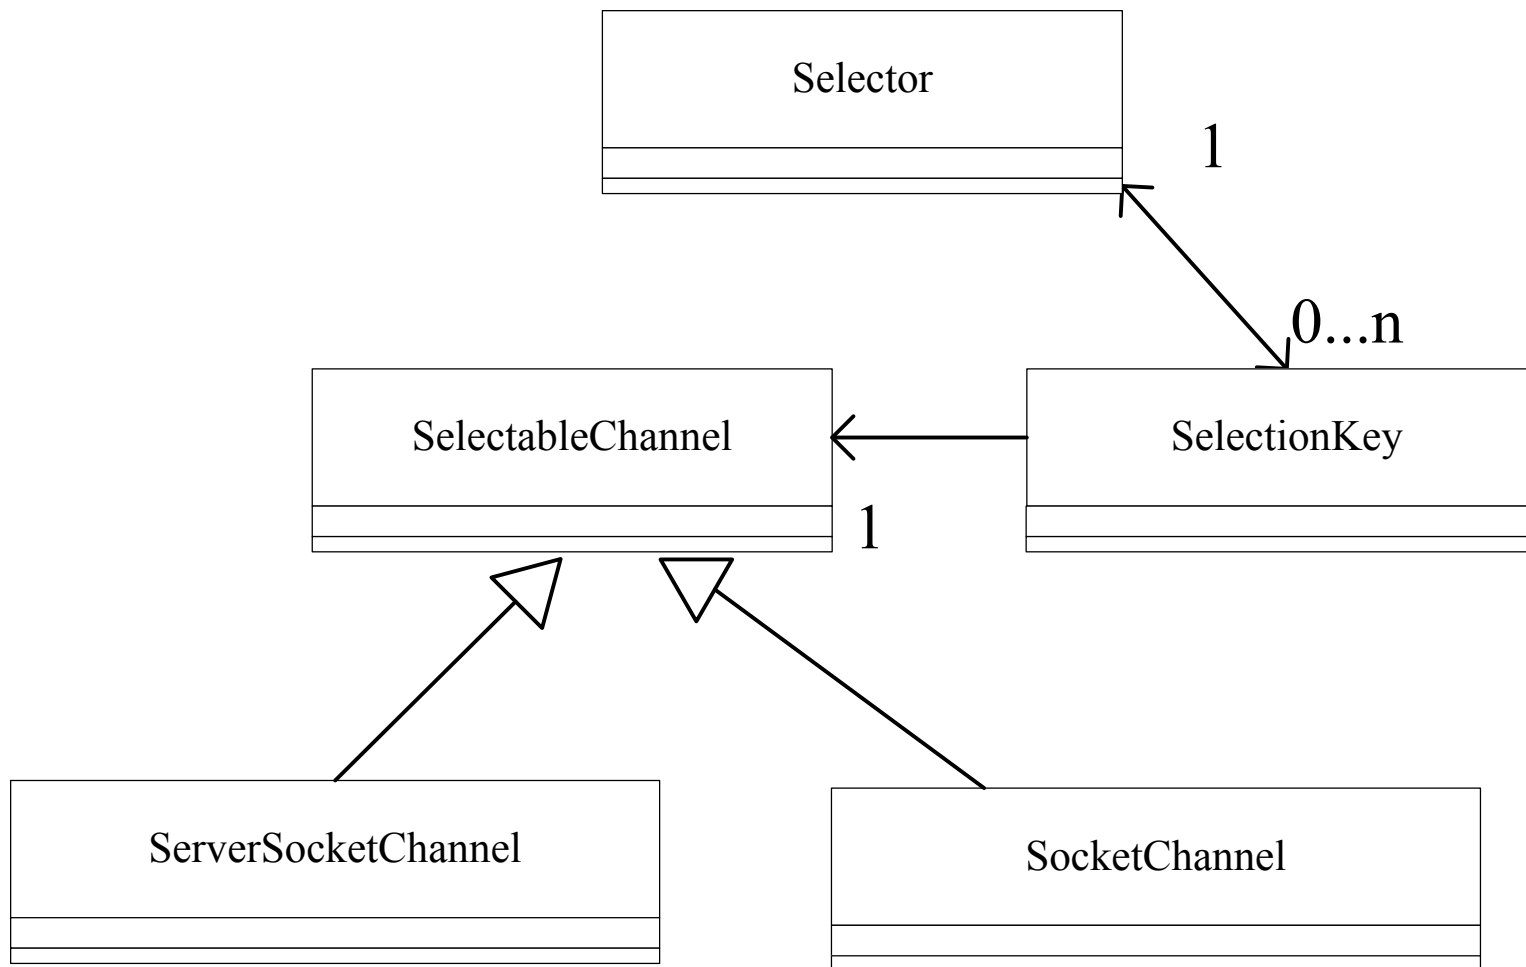 Selector
1
0...n
SelectableChannel
SelectionKey
1
ServerSocketChannel
SocketChannel